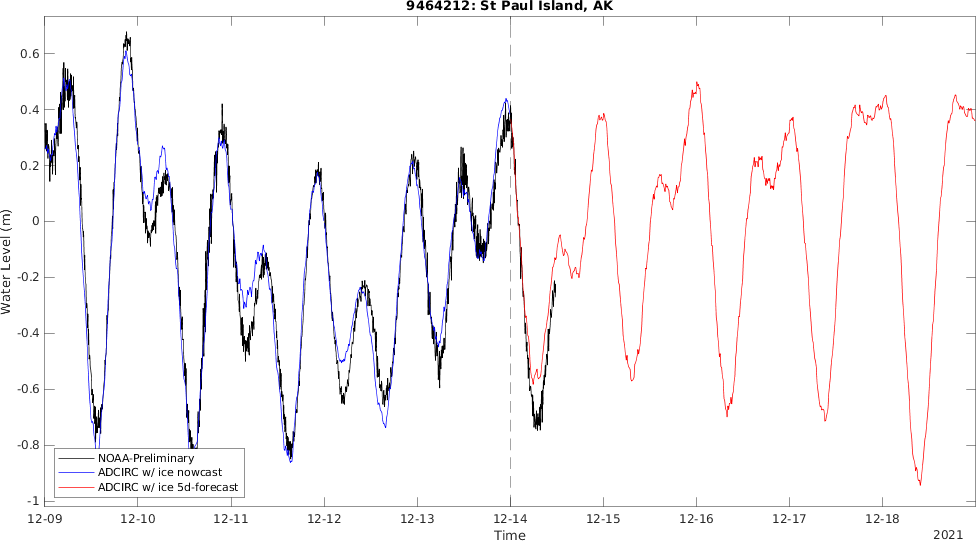 9464212: St Paul Island, AK
Water Level (m)
0.6
0.4
0.2
0
-0.2
-0.4
-0.6
-0.8
-1
NOAA-Preliminary
ADCIRC w/ ice nowcast
ADCIRC w/ ice 5d-forecast
12-09 12-10 12-11 12-12 12-13 12-14 12-15 12-16 12-17 12-18
Time
2021